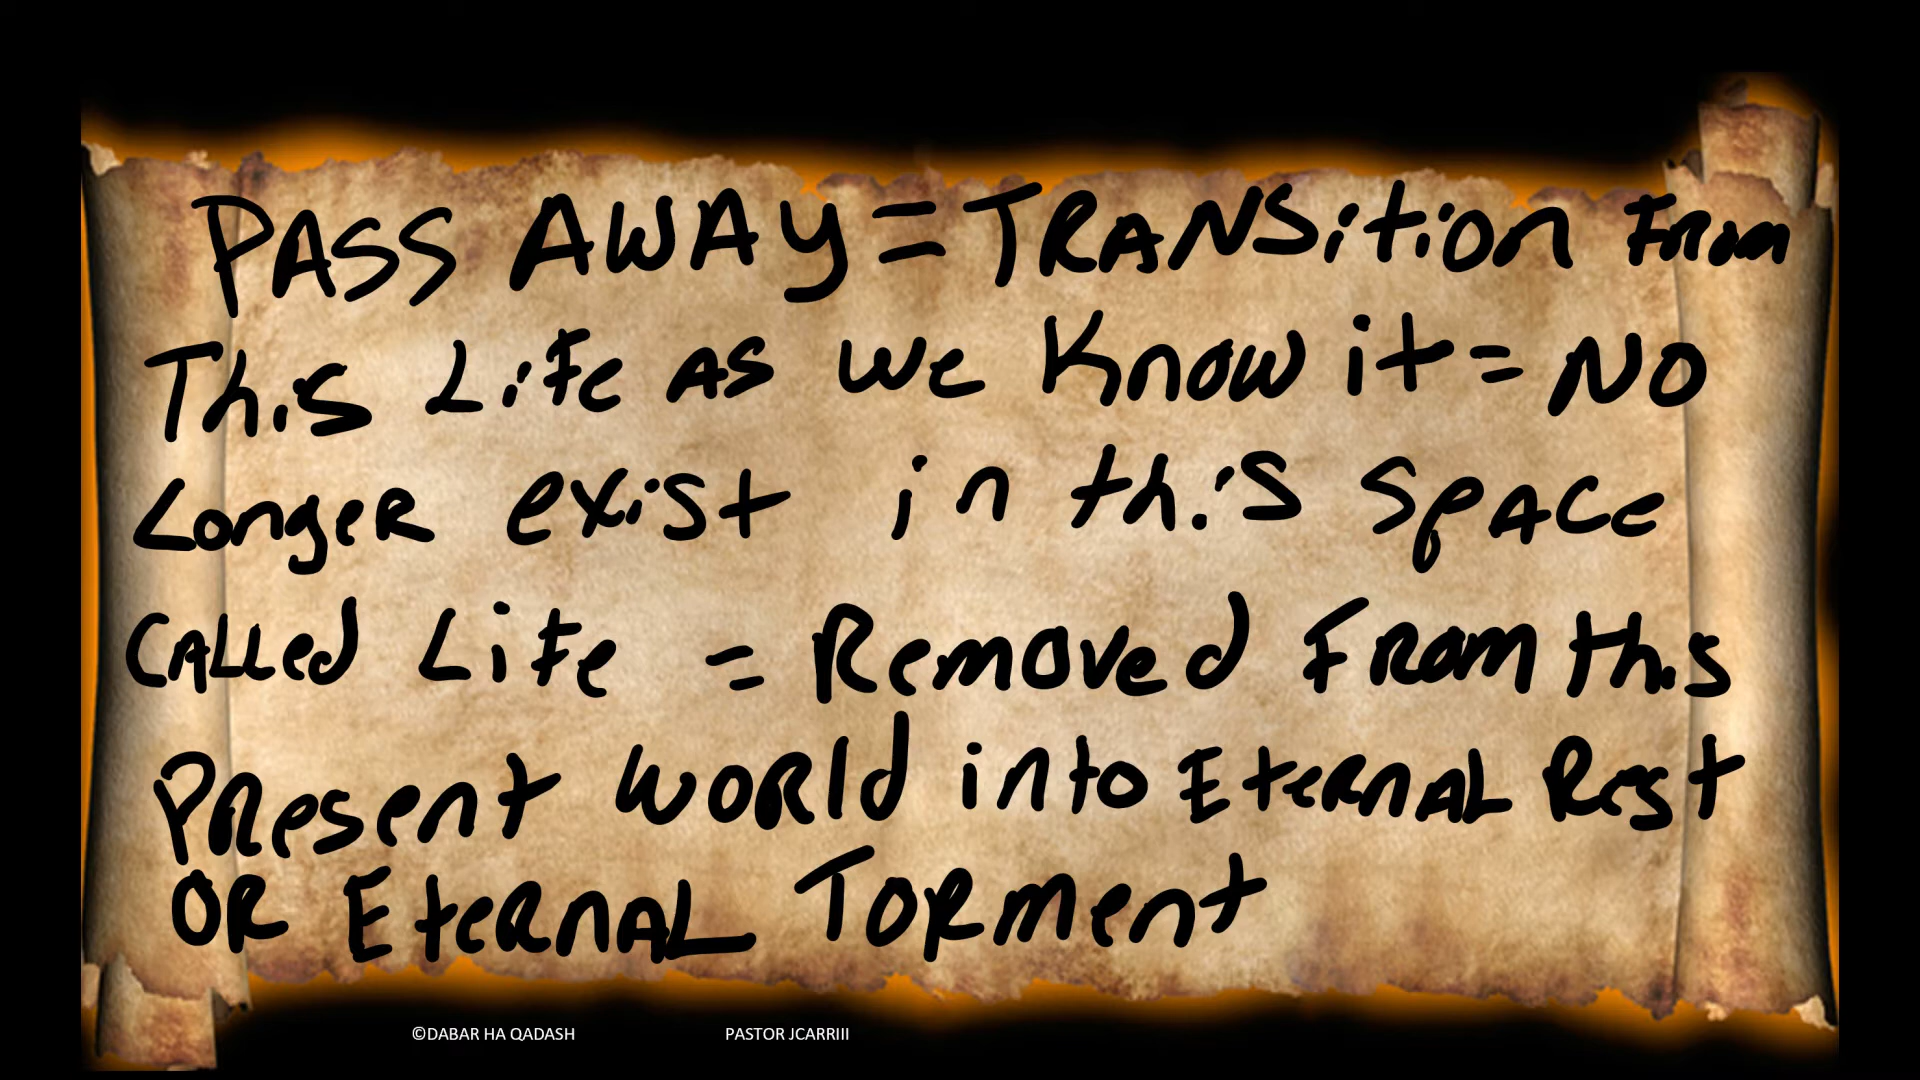 PASS AWAY = TRANSition From
This Life AS we Know it = NO
LongeR exist in this SpACe
CALLed Life = Removed FRom this
PResent WORld into EteRnAL Rest
OR EteRnAL TORment
©DABAR HA QADASH PASTOR JCARRIII